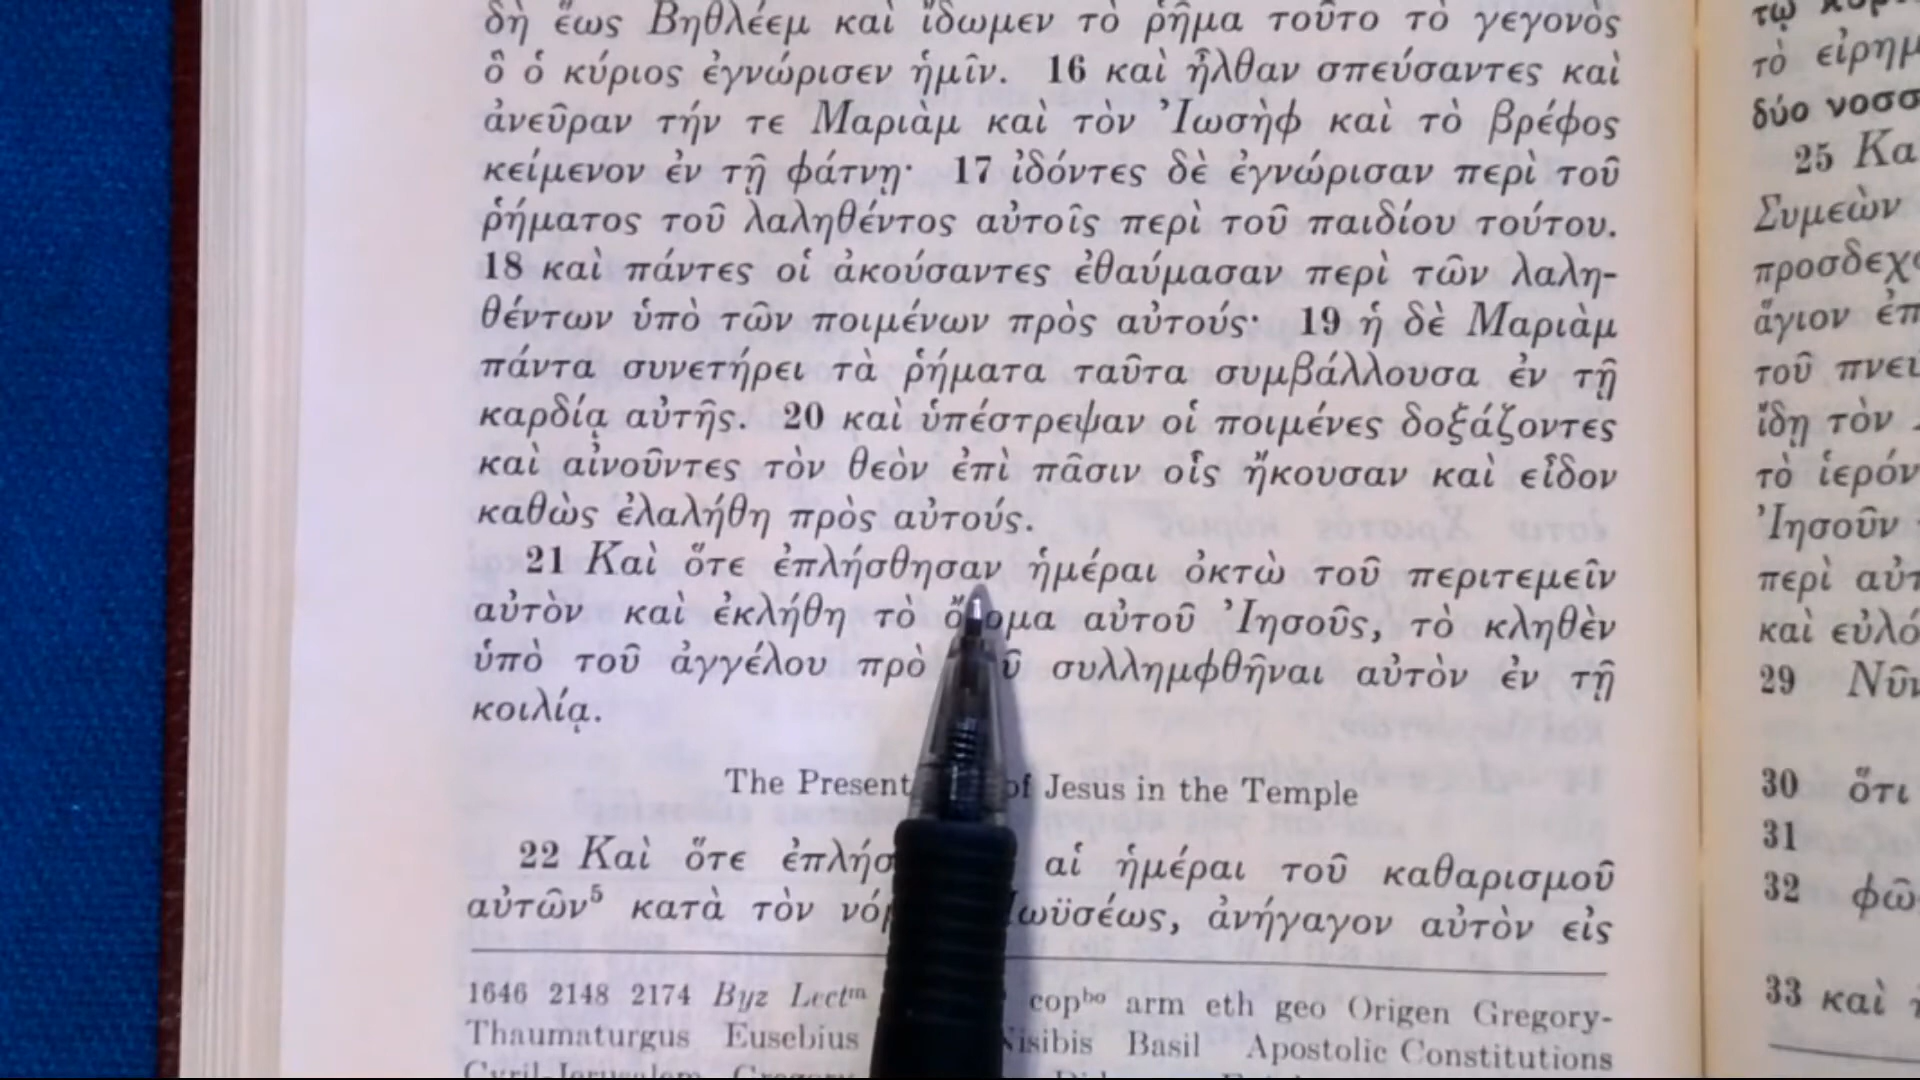 δὴ ἕως Βηθλέεμ καὶ ἴδωμεν τὸ ῥῆμα τοῦτο τὸ γεγονὸς
ὃ ὁ κύριος ἐγνώρισεν ἡμῖν. 16 καὶ ἦλθαν σπεύσαντες καὶ
ἀνεῦραν τήν τε Μαριὰμ καὶ τὸν Ἰωσὴφ καὶ τὸ βρέφος
κείμενον ἐν τῇ φάτνῃ· 17 ἰδόντες δὲ ἐγνώρισαν περὶ τοῦ
ῥήματος τοῦ λαληθέντος αὐτοῖς περὶ τοῦ παιδίου τούτου.
18 καὶ πάντες οἱ ἀκούσαντες ἐθαύμασαν περὶ τῶν λαλη-
θέντων ὑπὸ τῶν ποιμένων πρὸς αὐτούς· 19 ἡ δὲ Μαριὰμ
πάντα συνετήρει τὰ ῥήματα ταῦτα συμβάλλουσα ἐν τῇ
καρδίᾳ αὐτῆς. 20 καὶ ὑπέστρεψαν οἱ ποιμένες δοξάζοντες
καὶ αἰνοῦντες τὸν θεὸν ἐπὶ πᾶσιν οἷς ἤκουσαν καὶ εἶδον
καθὼς ἐλαλήθη πρὸς αὐτούς.
21 Καὶ ὅτε ἐπλήσθησαν ἡμέραι ὀκτὼ τοῦ περιτεμεῖν
αὐτὸν καὶ ἐκλήθη τὸ ὄνομα αὐτοῦ Ἰησοῦς, τὸ κληθὲν
ὑπὸ τοῦ ἀγγέλου πρὸ τοῦ συλλημφθῆναι αὐτὸν ἐν τῇ
κοιλίᾳ.
The Presentation of Jesus in the Temple
22 Καὶ ὅτε ἐπλήσ αἱ ἡμέραι τοῦ καθαρισμοῦ
αὐτῶν⁵ κατὰ τὸν νόμον Μωϋσέως, ἀνήγαγον αὐτὸν εἰς
1646 2148 2174 Byz Lectᵐ copᵇᵒ arm eth geo Origen Gregory-
Thaumaturgus Eusebius Nisibis Basil Apostolic Constitutions
τὸ εἰρημ
δύο νοσσ
25 Κα
Συμεὼν
προσδεχ
ἅγιον ἐπ
τοῦ πνευ
ἴδῃ τὸν
τὸ ἱερόν
Ἰησοῦν
περὶ αὐτ
καὶ εὐλό
29 Νῦν
30 ὅτι
31
32 φῶ
33 καὶ